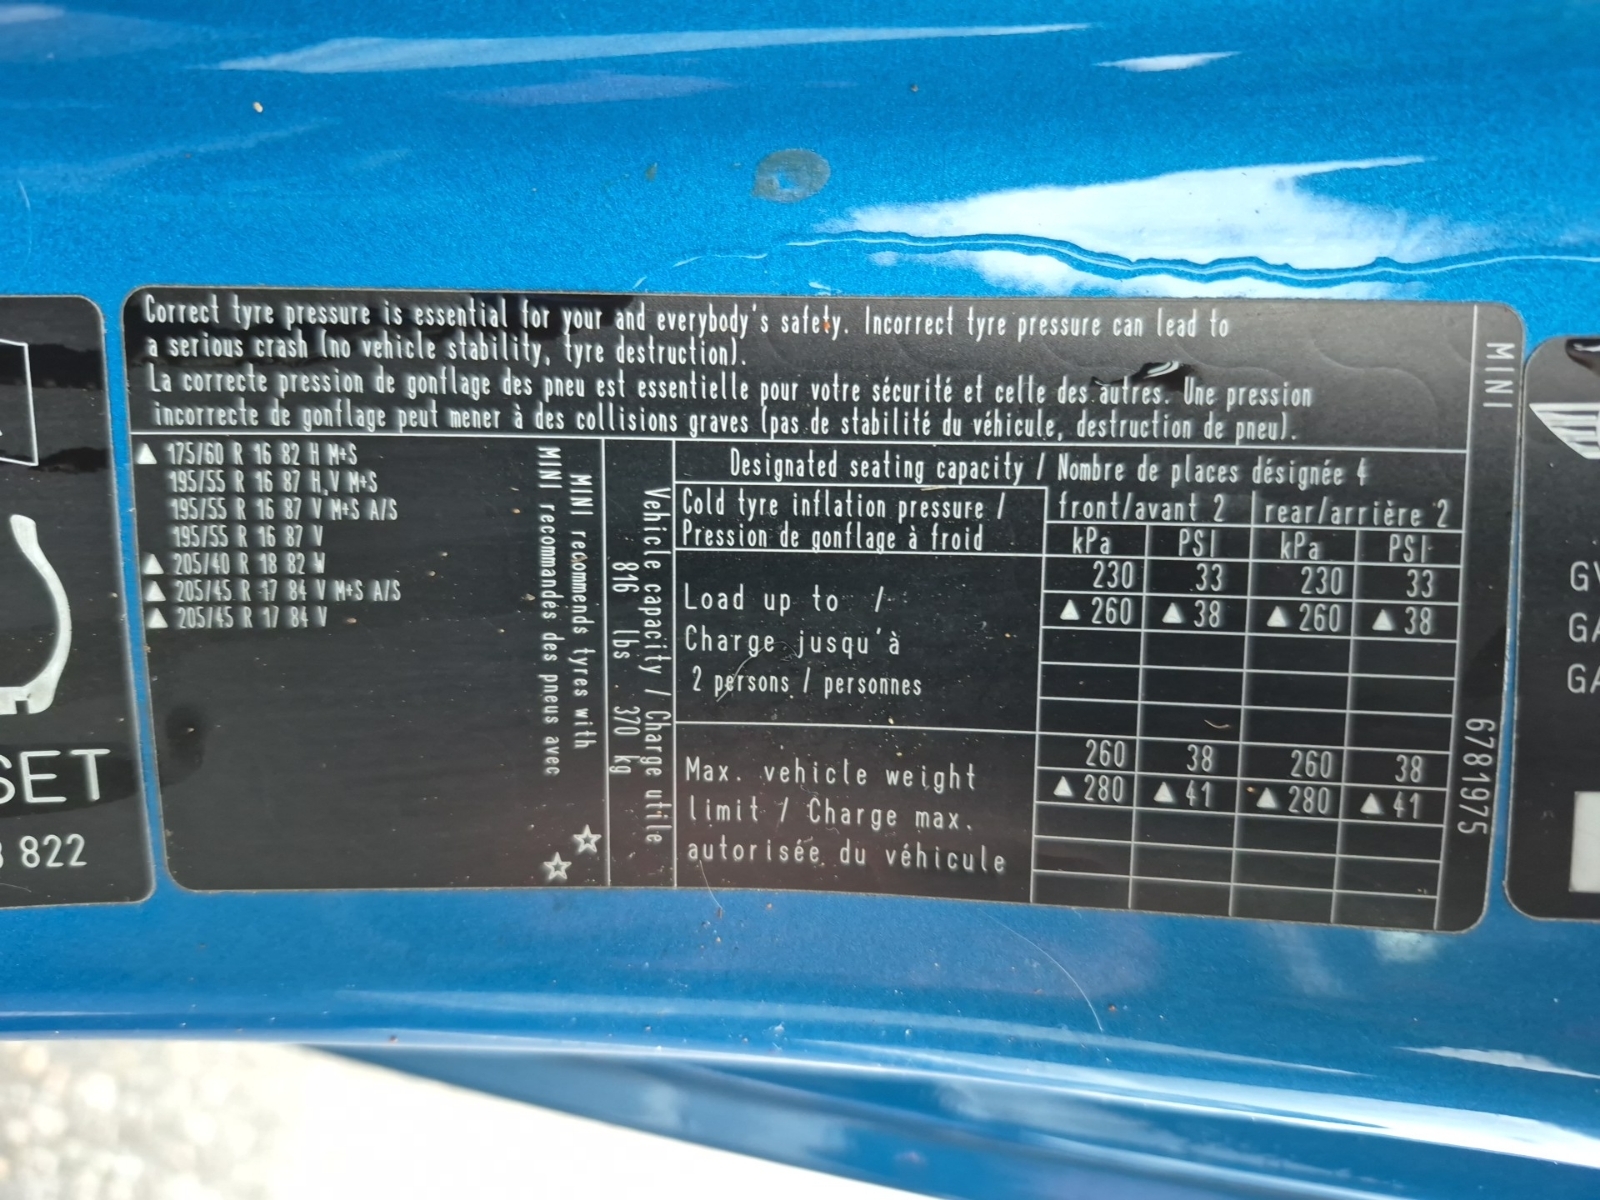 Correct tyre pressure is essential for your and everybody's safety. Incorrect tyre pressure can lead to
a serious crash (no vehicle stability, tyre destruction).
La correcte pression de gonflage des pneu est essentielle pour votre sécurité et celle des autres. Une pression
incorrecte de gonflage peut mener à des collisions graves (pas de stabilité du véhicule, destruction de pneu).
▲ 175/60 R 16 82 H M+S
195/55 R 16 87 H,V M+S
195/55 R 16 87 V M+S A/S
195/55 R 16 87 V
▲ 205/40 R 18 82 W
▲ 205/45 R 17 84 V M+S A/S
▲ 205/45 R 17 84 V
MINI recommends tyres with ☆
MINI recommandes des pneus avec ☆
Vehicle capacity / Charge utile
816 lbs 370 kg
Designated seating capacity / Nombre de places désignée 4
Cold tyre inflation pressure /
Pression de gonflage à froid
front/avant 2 rear/arrière 2
kPa PSI kPa PSI
Load up to /
Charge jusqu'à
2 persons / personnes
230 33 230 33
▲ 260 ▲ 38 ▲ 260 ▲ 38
Max. vehicle weight
limit / Charge max.
autorisée du véhicule
260 38 260 38
▲ 280 ▲ 41 ▲ 280 ▲ 41
MINI
6781975
SET
822